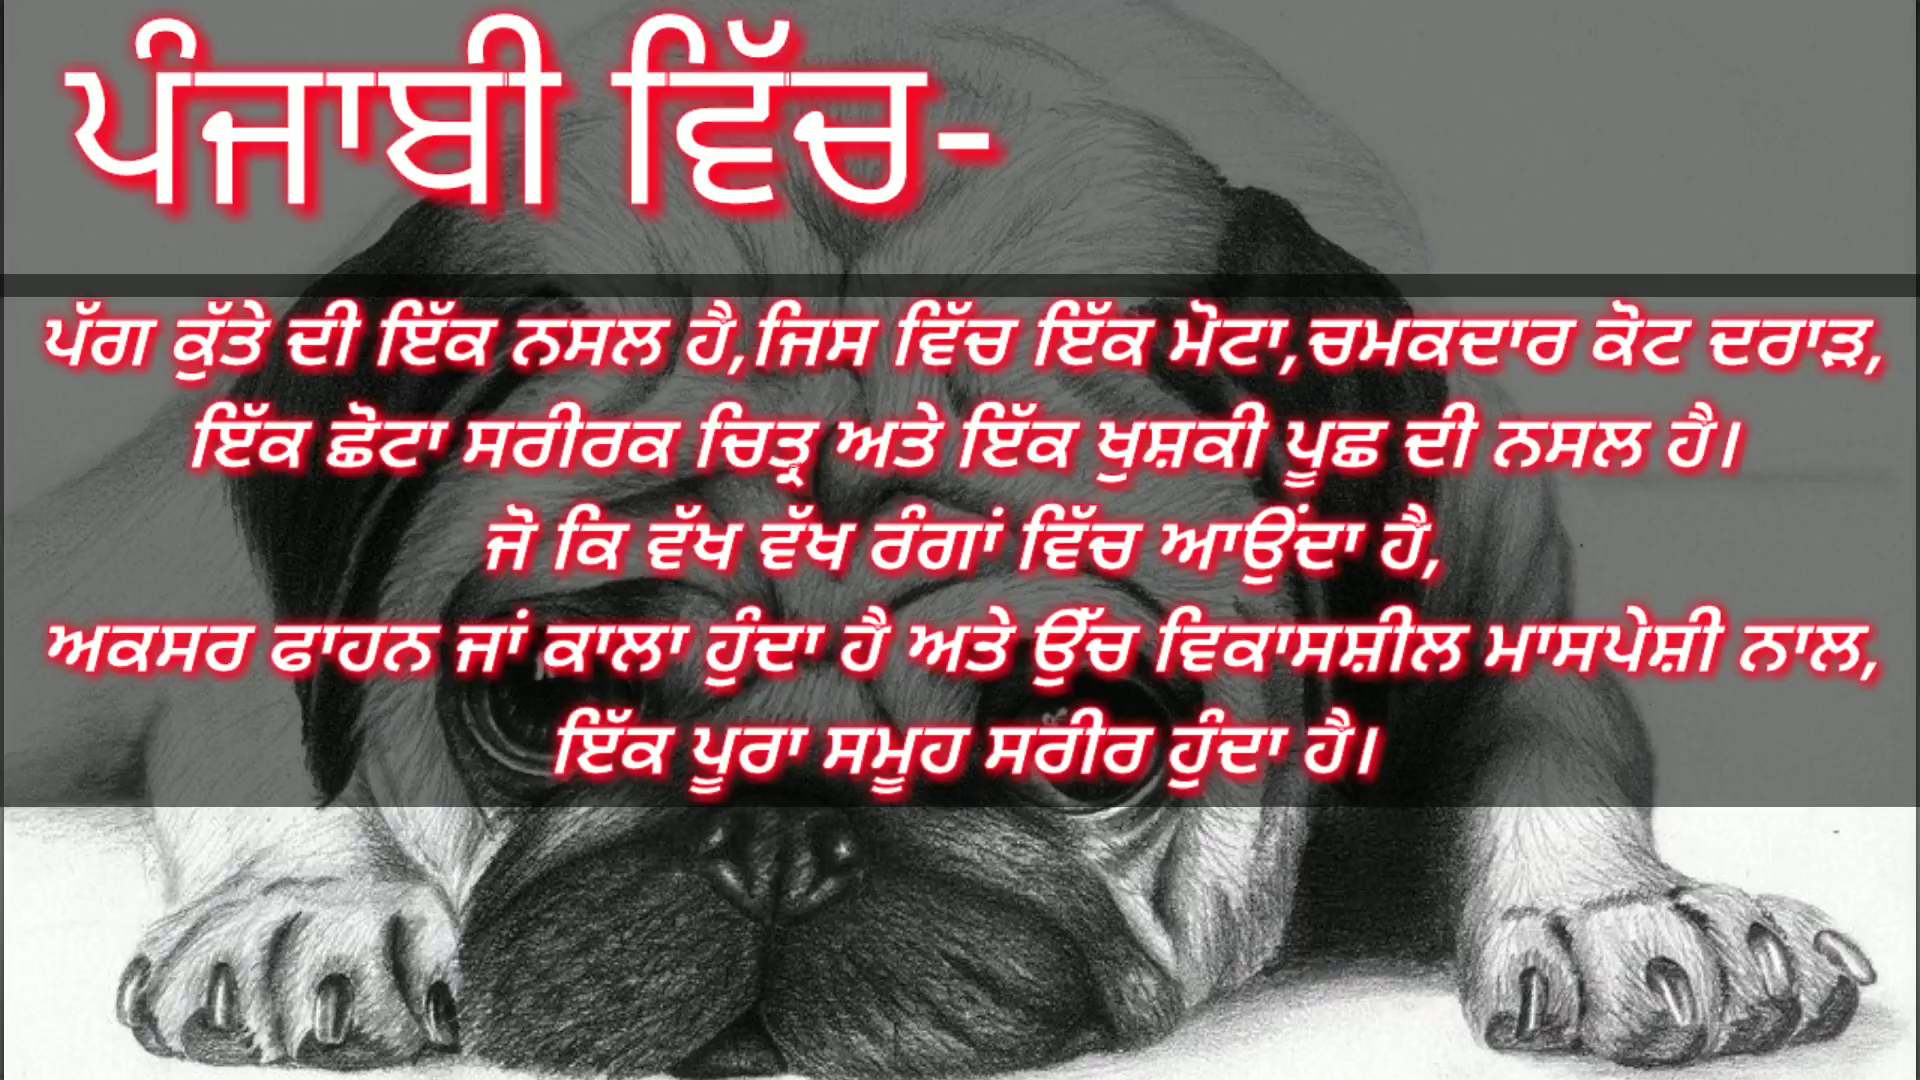 ਪੰਜਾਬੀ ਵਿੱਚ-
ਪੱਗ ਕੁੱਤੇ ਦੀ ਇੱਕ ਨਸਲ ਹੈ,ਜਿਸ ਵਿੱਚ ਇੱਕ ਮੋਟਾ,ਚਮਕਦਾਰ ਕੋਟ ਦਰਾੜ,
ਇੱਕ ਛੋਟਾ ਸਰੀਰਕ ਚਿਤ੍ਰ ਅਤੇ ਇੱਕ ਖੁਸ਼ਕੀ ਪੂਛ ਦੀ ਨਸਲ ਹੈ।
ਜੋ ਕਿ ਵੱਖ ਵੱਖ ਰੰਗਾਂ ਵਿੱਚ ਆਉਂਦਾ ਹੈ,
ਅਕਸਰ ਫਾਹਨ ਜਾਂ ਕਾਲਾ ਹੁੰਦਾ ਹੈ ਅਤੇ ਉੱਚ ਵਿਕਾਸਸ਼ੀਲ ਮਾਸਪੇਸ਼ੀ ਨਾਲ,
ਇੱਕ ਪੂਰਾ ਸਮੂਹ ਸਰੀਰ ਹੁੰਦਾ ਹੈ।